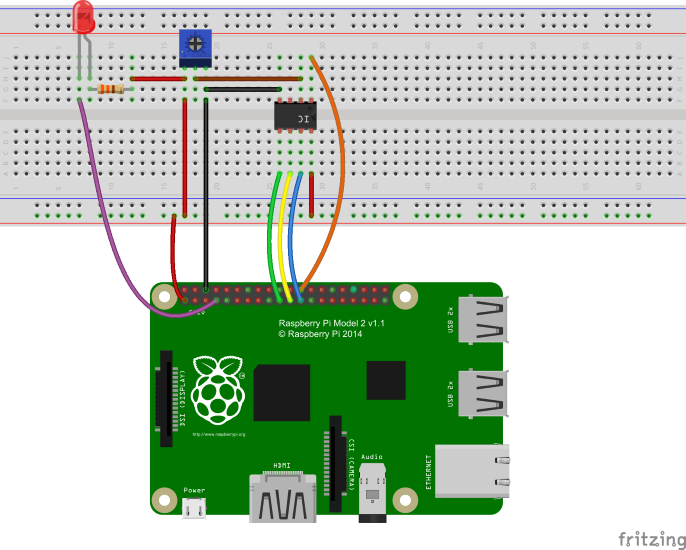 IC
Raspberry Pi Model 2 v1.1
© Raspberry Pi 2014
USB 2x
DSI (DISPLAY)
http://www.raspberrypi.org
USB 2x
HDMI
CSI (CAMERA)
Audio
ETHERNET
Power
fritzing